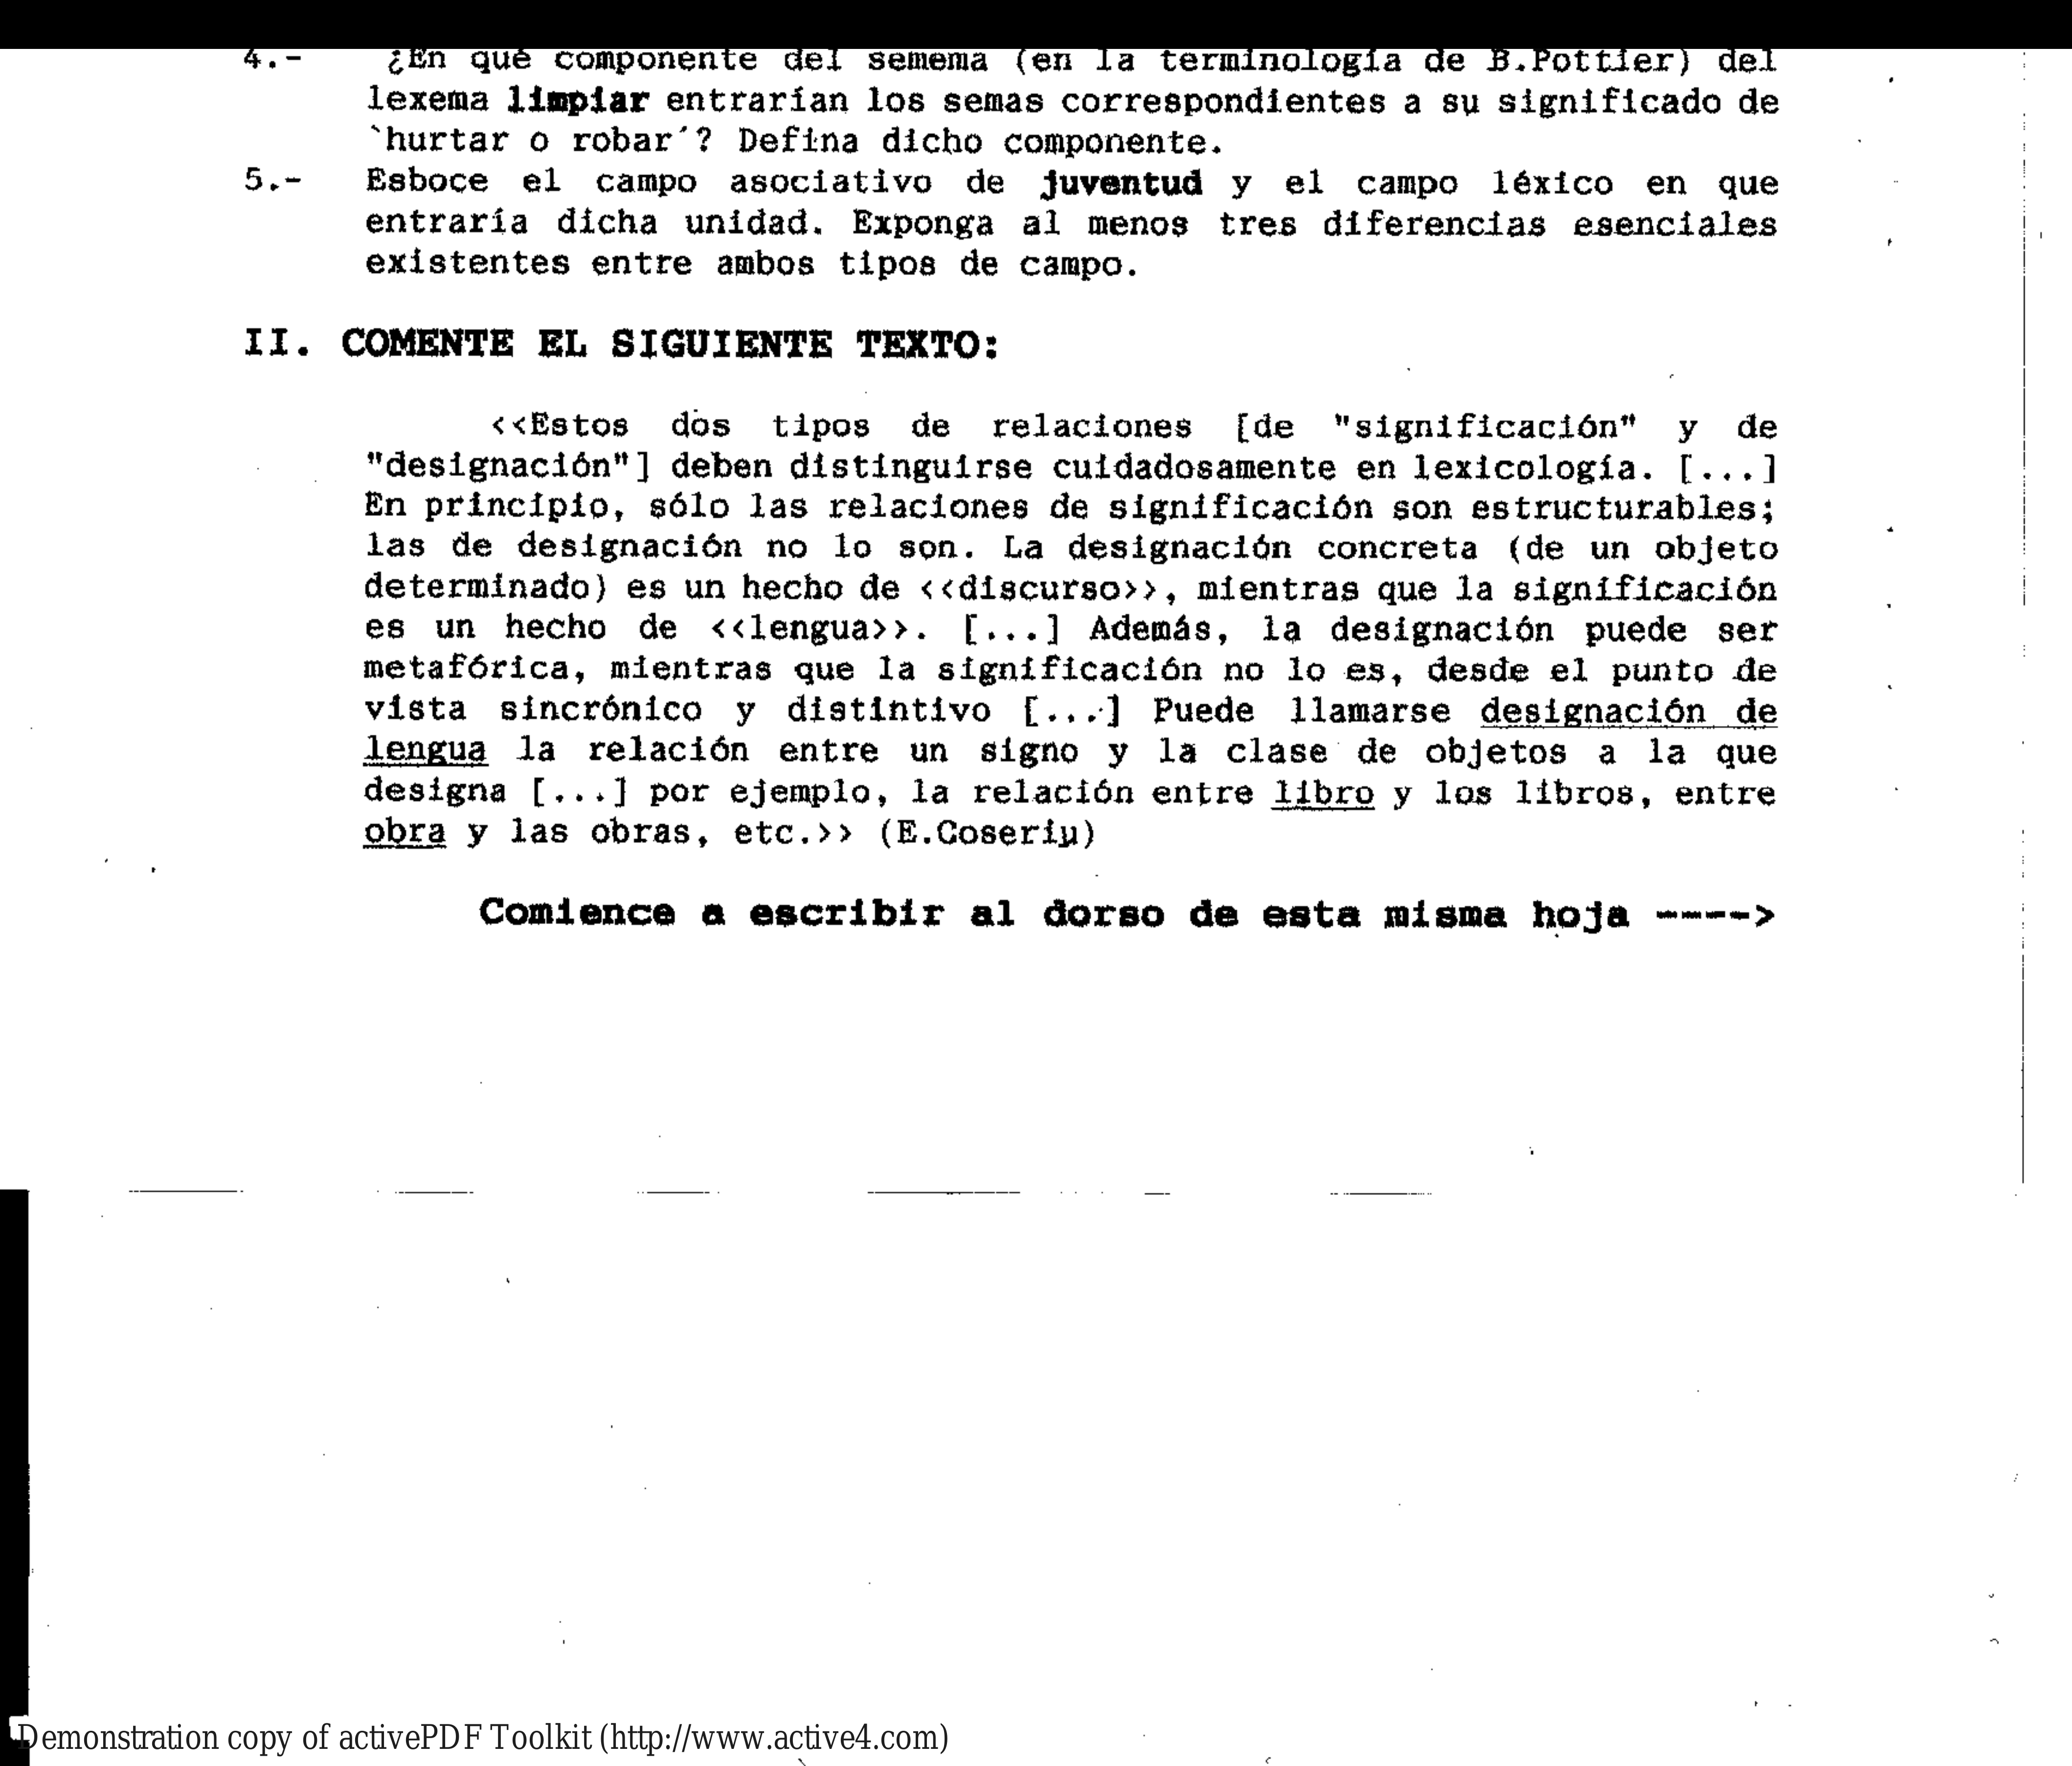 4.- ¿En qué componente del semema (en la terminología de B.Pottier) del
lexema limpiar entrarían los semas correspondientes a su significado de
`hurtar o robar´? Defina dicho componente.
5.- Esboce el campo asociativo de juventud y el campo léxico en que
entraría dicha unidad. Exponga al menos tres diferencias esenciales
existentes entre ambos tipos de campo.
II. COMENTE EL SIGUIENTE TEXTO:
<<Estos dos tipos de relaciones [de "significación" y de
"designación"] deben distinguirse cuidadosamente en lexicología. [...]
En principio, sólo las relaciones de significación son estructurables;
las de designación no lo son. La designación concreta (de un objeto
determinado) es un hecho de <<discurso>>, mientras que la significación
es un hecho de <<lengua>>. [...] Además, la designación puede ser
metafórica, mientras que la significación no lo es, desde el punto de
vista sincrónico y distintivo [...] Puede llamarse designación de
lengua la relación entre un signo y la clase de objetos a la que
designa [...] por ejemplo, la relación entre libro y los libros, entre
obra y las obras, etc.>> (E.Coseriu)
Comience a escribir al dorso de esta misma hoja ---->
Demonstration copy of activePDF Toolkit (http://www.active4.com)